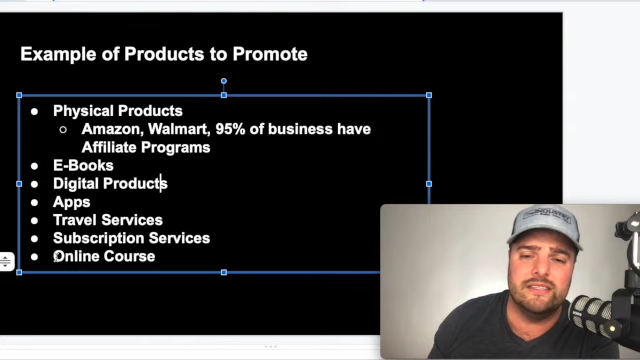 Example of Products to Promote
Physical Products
Amazon, Walmart, 95% of business have
Affiliate Programs
E-Books
Digital Products
Apps
Travel Services
Subscription Services
Online Course
INDUSTRY